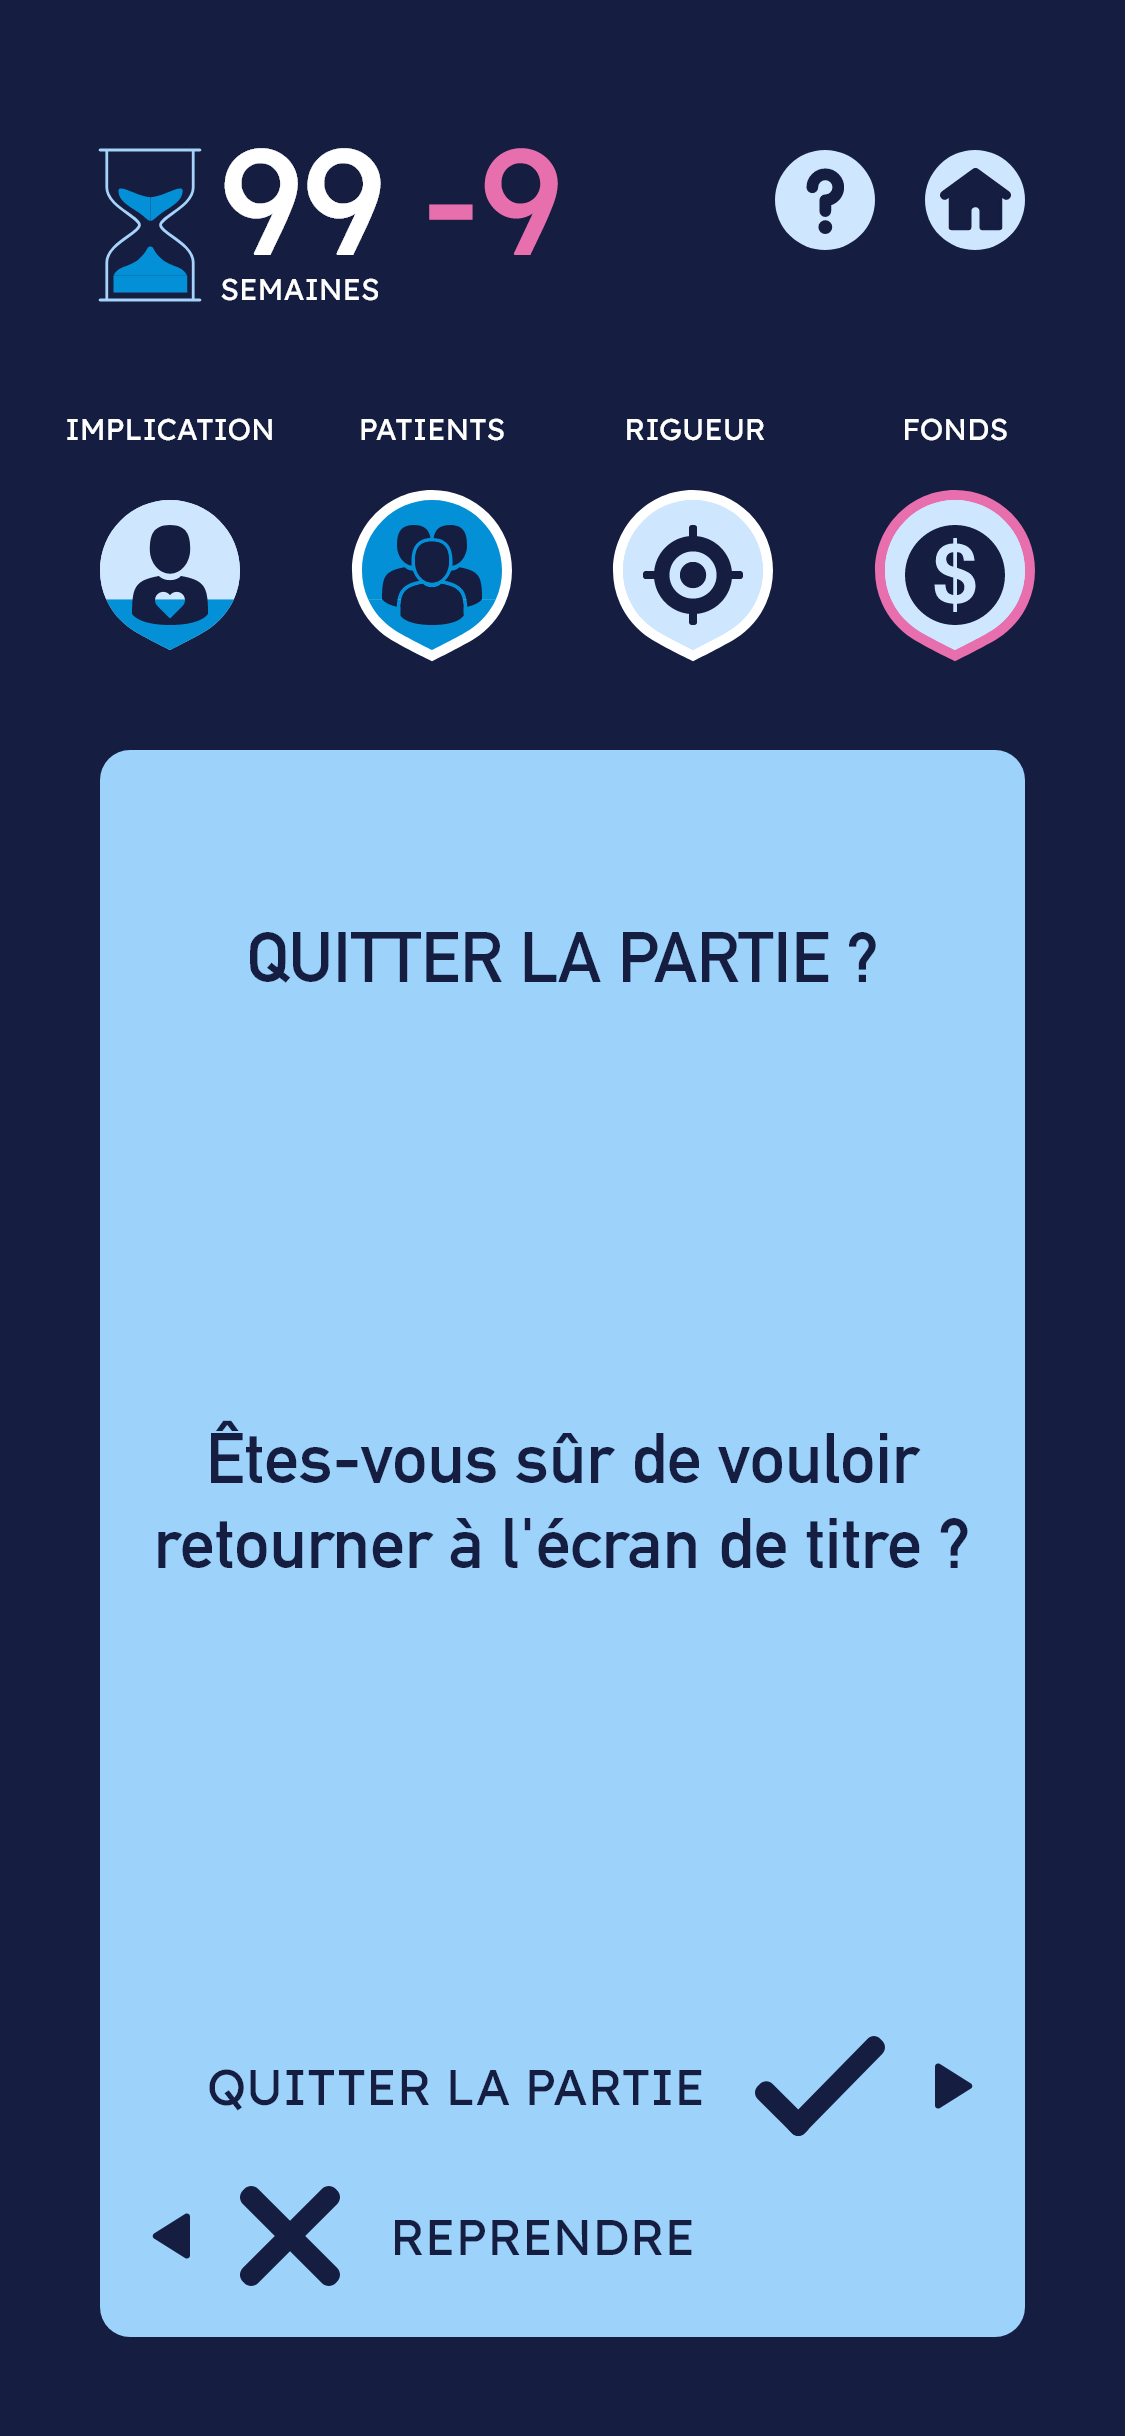 99 -9
SEMAINES
IMPLICATION PATIENTS RIGUEUR FONDS
$
QUITTER LA PARTIE ?
Êtes-vous sûr de vouloir
retourner à l'écran de titre ?
QUITTER LA PARTIE
REPRENDRE